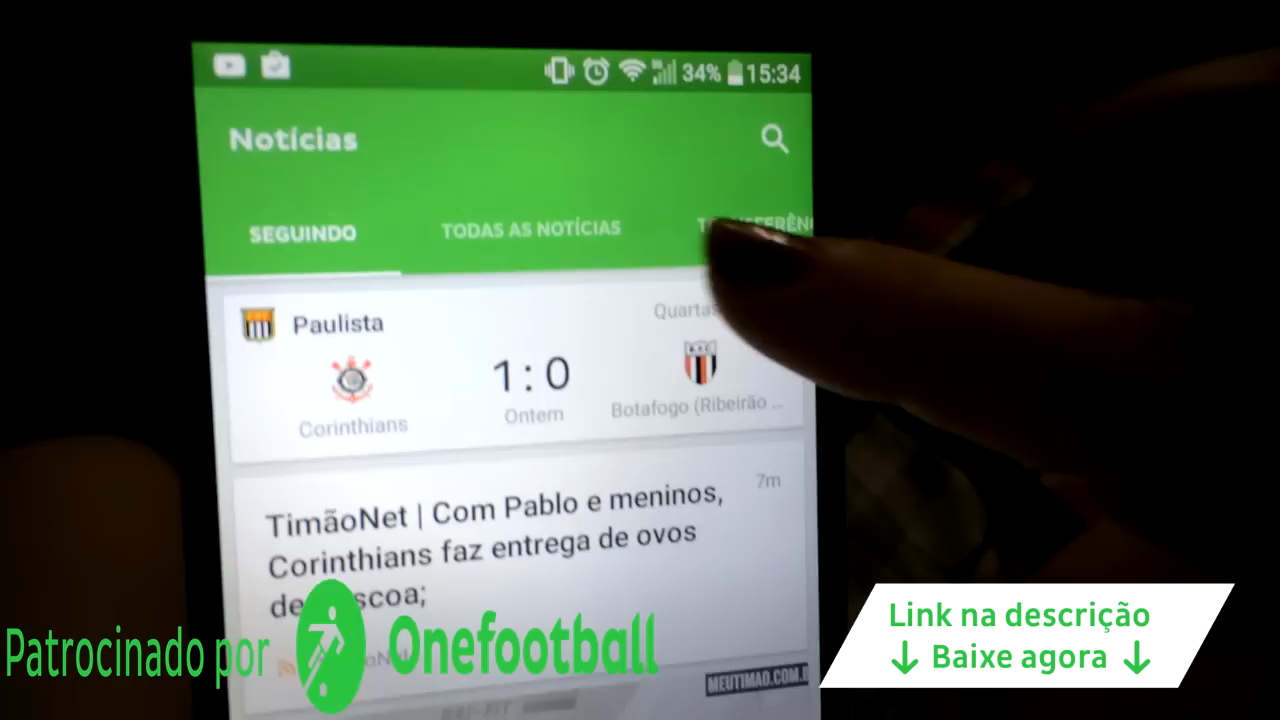 34% 15:34
Notícias
SEGUINDO TODAS AS NOTÍCIAS
Paulista
1:0
Corinthians Ontem Botafogo (Ribeirão ...
7m
TimãoNet | Com Pablo e meninos,
Corinthians faz entrega de ovos
MEUTIMAO.COM.B
Patrocinado por Onefootball
Link na descrição
↓ Baixe agora ↓